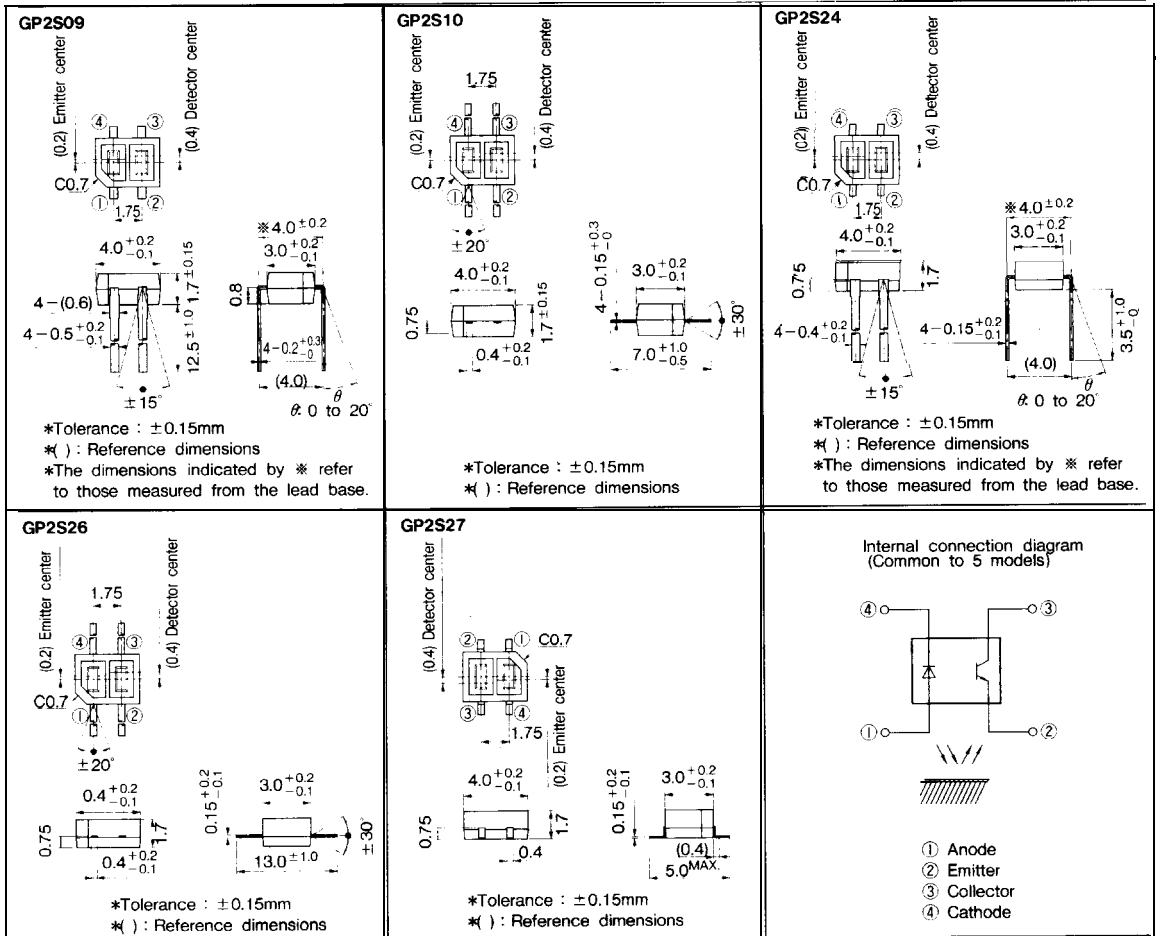 GP2S09
(0.2) Emitter center
(0.4) Detector center
④ ③
C0.7
① ②
1.75
4.0 +0.2 −0.1
※4.0 ±0.2
3.0 +0.2 −0.1
1.7 ±0.15
0.8
4−(0.6)
4−0.5 +0.2 −0.1
12.5 ±1.0
4−0.2 +0.3 −0
(4.0)
θ
±15°
θ: 0 to 20°
*Tolerance : ±0.15mm
*( ) : Reference dimensions
*The dimensions indicated by ※ refer
to those measured from the lead base.
GP2S10
1.75
(0.2) Emitter center
(0.4) Detector center
④ ③
C0.7
① ②
±20°
4.0 +0.2 −0.1
4−0.15 +0.3 −0
3.0 +0.2 −0.1
0.75
1.7 ±0.15
±30°
0.4 +0.2 −0.1
7.0 +1.0 −0.5
*Tolerance : ±0.15mm
*( ) : Reference dimensions
GP2S24
(0.2) Emitter center
(0.4) Detector center
④ ③
C0.7
① ②
1.75
4.0 +0.2 −0.1
※4.0 ±0.2
3.0 +0.2 −0.1
0.75
1.7
4−0.4 +0.2 −0.1
4−0.15 +0.2 −0.1
3.5 +1.0 −0
(4.0)
θ
±15°
θ: 0 to 20°
*Tolerance : ±0.15mm
*( ) : Reference dimensions
*The dimensions indicated by ※ refer
to those measured from the lead base.
GP2S26
(0.2) Emitter center
1.75
(0.4) Detector center
④ ③
C0.7
① ②
±20°
0.4 +0.2 −0.1
0.15 +0.2 −0.1
3.0 +0.2 −0.1
0.75
1.7
±30°
0.4 +0.2 −0.1
13.0 ±1.0
*Tolerance : ±0.15mm
*( ) : Reference dimensions
GP2S27
(0.4) Detector center
② ① C0.7
③ ④
1.75
(0.2) Emitter center
4.0 +0.2 −0.1
0.15 +0.2 −0.1
3.0 +0.2 −0.1
0.75
1.7
0.4
(0.4)
5.0 MAX.
*Tolerance : ±0.15mm
*( ) : Reference dimensions
Internal connection diagram
(Common to 5 models)
④ ③
① ②
① Anode
② Emitter
③ Collector
④ Cathode